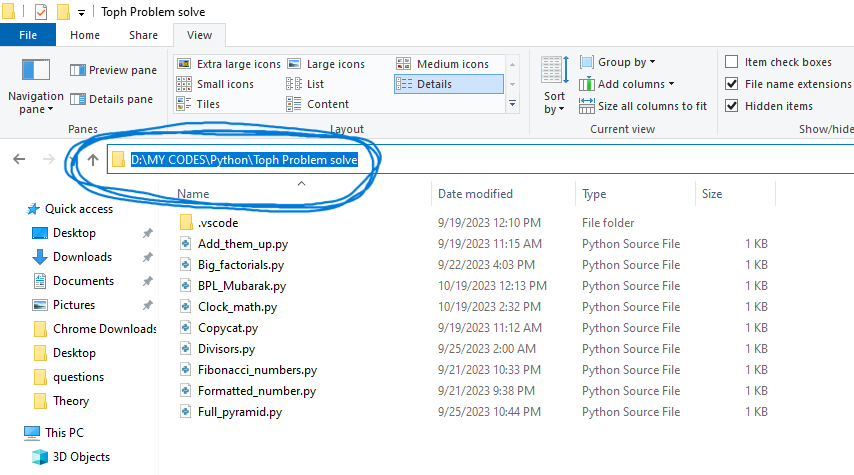 Toph Problem solve
File Home Share View
Extra large icons Large icons Medium icons Group by Item check boxes
Preview pane Small icons List Details Add columns File name extensions
Navigation pane Details pane Tiles Content Sort by Size all columns to fit Hidden items
Panes Layout Current view Show/hide
D:\MY CODES\Python\Toph Problem solve
Name Date modified Type Size
Quick access .vscode 9/19/2023 12:10 PM File folder
Desktop Add_them_up.py 9/19/2023 11:15 AM Python Source File 1 KB
Downloads Big_factorials.py 9/22/2023 4:03 PM Python Source File 1 KB
Documents BPL_Mubarak.py 10/19/2023 12:13 PM Python Source File 1 KB
Pictures Clock_math.py 10/19/2023 2:32 PM Python Source File 1 KB
Chrome Downloads Copycat.py 9/19/2023 11:12 AM Python Source File 1 KB
Desktop Divisors.py 9/25/2023 2:00 AM Python Source File 1 KB
questions Fibonacci_numbers.py 9/21/2023 10:33 PM Python Source File 1 KB
Theory Formatted_number.py 9/21/2023 9:38 PM Python Source File 1 KB
Full_pyramid.py 9/25/2023 10:44 PM Python Source File 1 KB
This PC
3D Objects